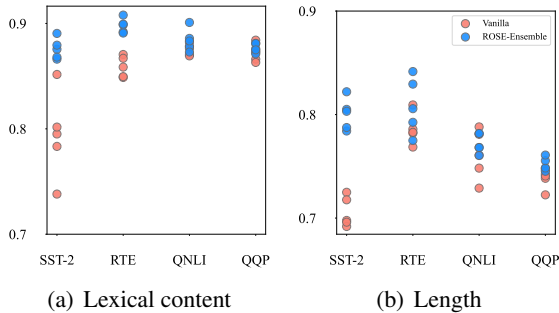 0.9
0.8
0.7
SST-2 RTE QNLI QQP
(a) Lexical content
Vanilla
ROSE-Ensemble
0.9
0.8
0.7
SST-2 RTE QNLI QQP
(b) Length